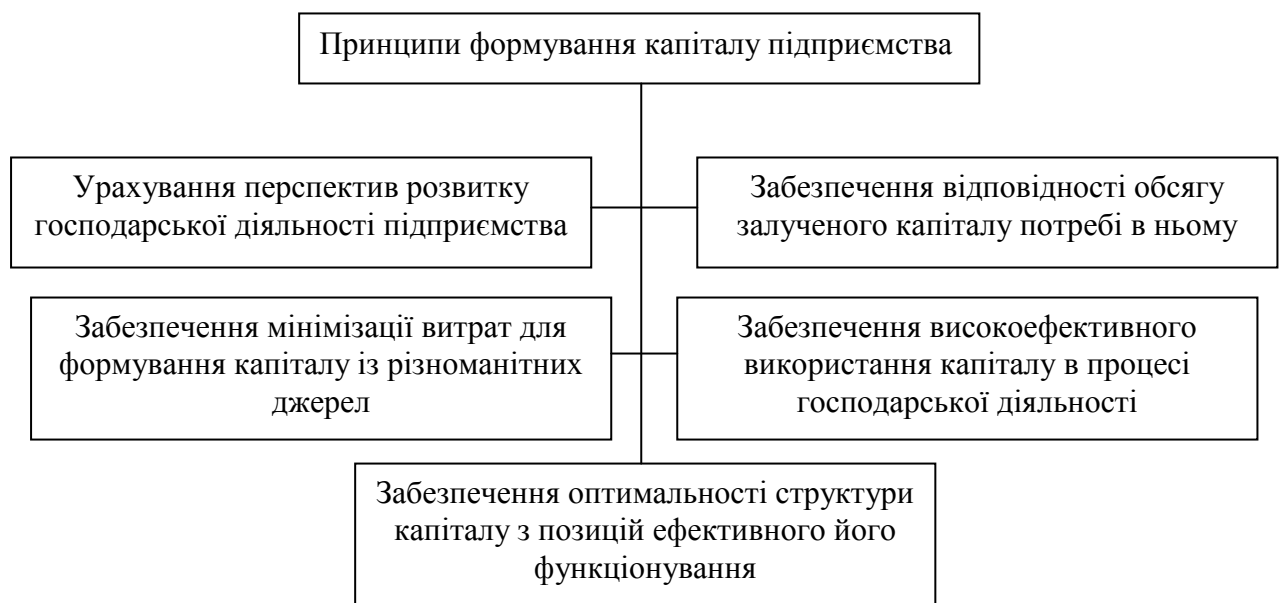 Принципи формування капіталу підприємства
Урахування перспектив розвитку
господарської діяльності підприємства
Забезпечення відповідності обсягу
залученого капіталу потребі в ньому
Забезпечення мінімізації витрат для
формування капіталу із різноманітних
джерел
Забезпечення високоефективного
використання капіталу в процесі
господарської діяльності
Забезпечення оптимальності структури
капіталу з позицій ефективного його
функціонування